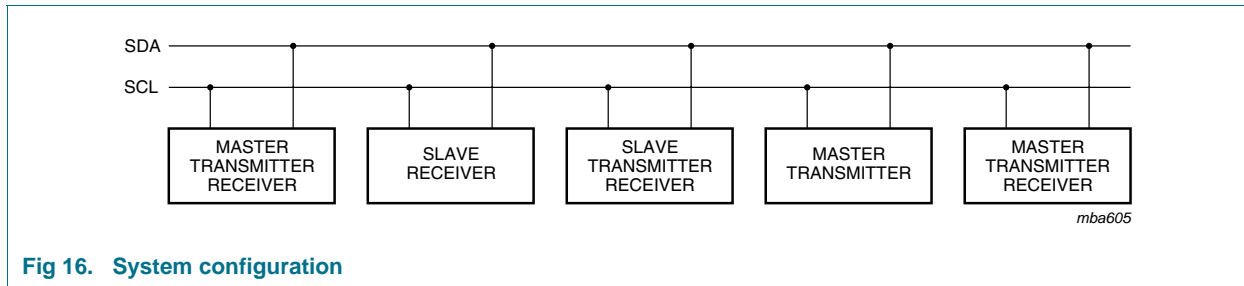 SDA
SCL
MASTER
TRANSMITTER
RECEIVER
SLAVE
RECEIVER
SLAVE
TRANSMITTER
RECEIVER
MASTER
TRANSMITTER
MASTER
TRANSMITTER
RECEIVER
mba605
Fig 16. System configuration